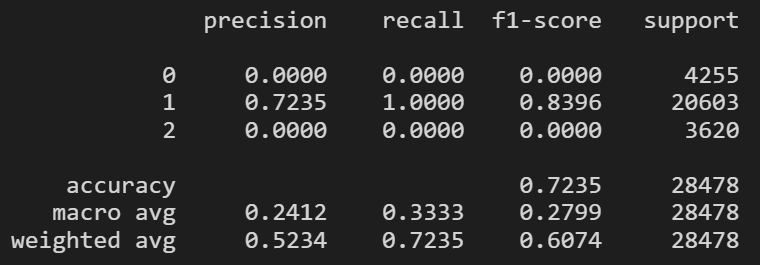 precision recall f1-score support
0 0.0000 0.0000 0.0000 4255
1 0.7235 1.0000 0.8396 20603
2 0.0000 0.0000 0.0000 3620
accuracy 0.7235 28478
macro avg 0.2412 0.3333 0.2799 28478
weighted avg 0.5234 0.7235 0.6074 28478